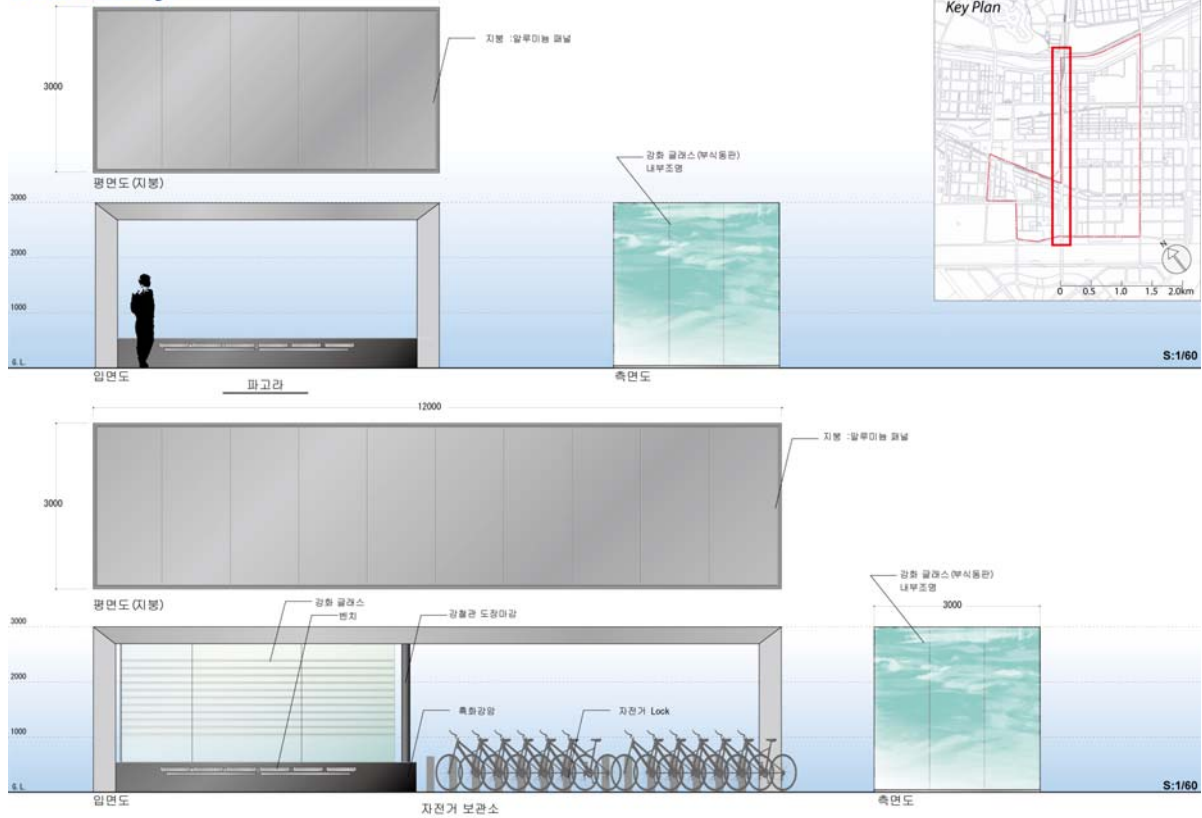 Key Plan
지붕 :알루미늄 패널
3000
강화 글래스(부식동판)
내부조명
평면도(지붕)
3000
2000
1000
G.L.
N
0 0.5 1.0 1.5 2.0km
S:1/60
입면도
측면도
파고라
12000
지붕 :알루미늄 패널
3000
강화 글래스(부식동판)
내부조명
평면도(지붕)
강화 글래스
벤치
강철관 도장마감
3000
3000
2000
흑화강암
자전거 Lock
1000
G.L.
S:1/60
입면도
측면도
자전거 보관소